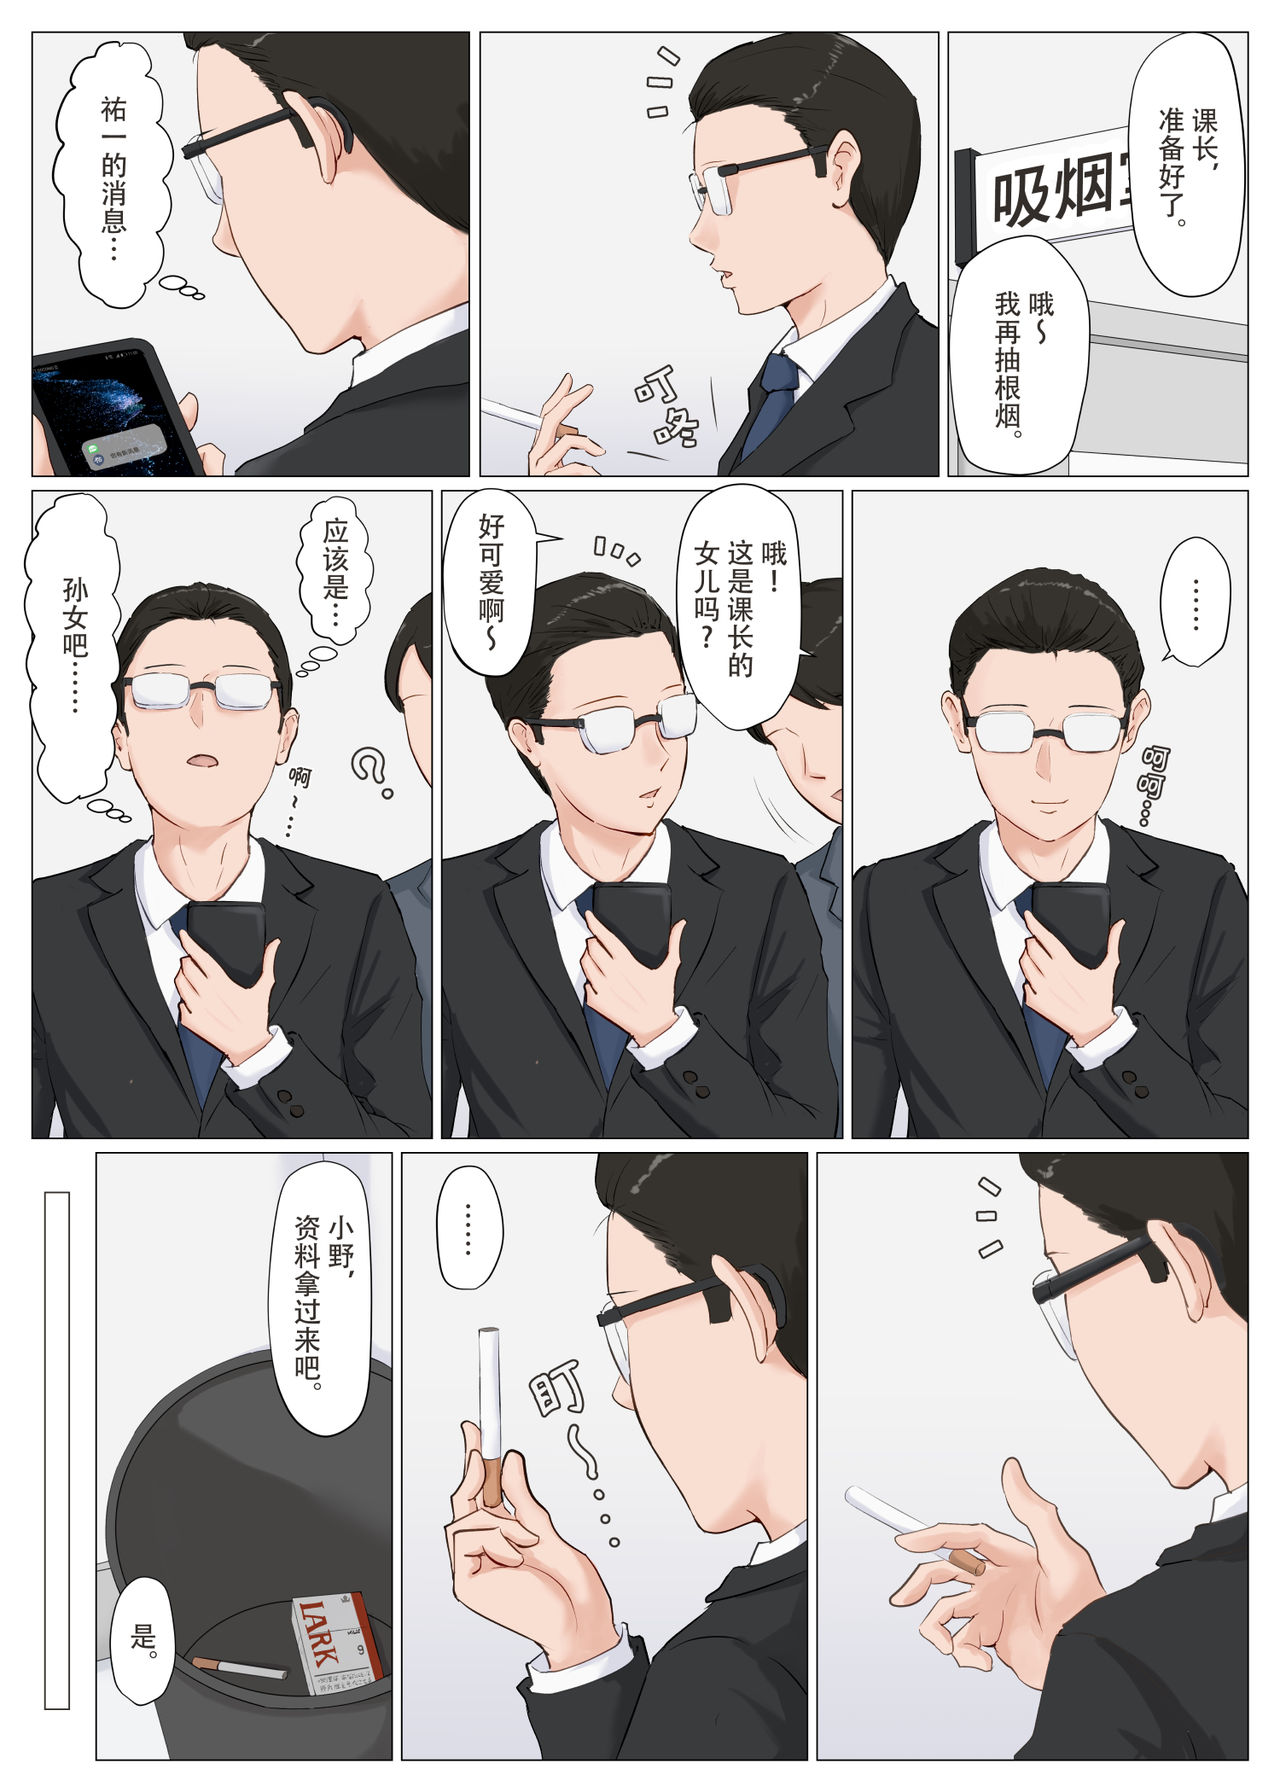 课长，
准备好了。
吸烟
哦～
我再抽根烟。
叮咚
祐一的消息…
……
呵呵…
哦！
这是课长的
女儿吗？
好可爱啊～
应该是…
孙女吧……
啊~…
？
……
盯～…
小野，
资料拿过来吧。
LARK
9
是。